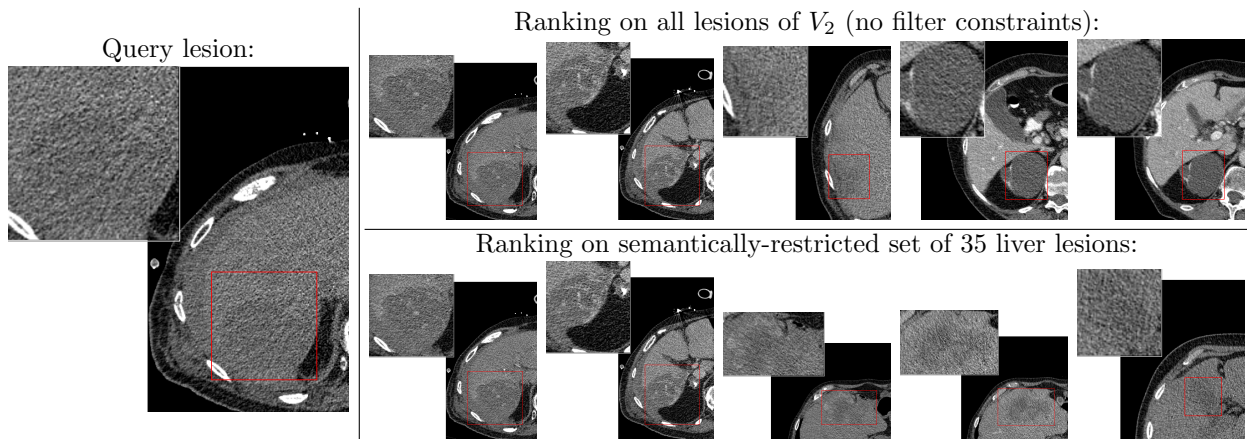 Query lesion:
Ranking on all lesions of V₂ (no filter constraints):
Ranking on semantically-restricted set of 35 liver lesions: